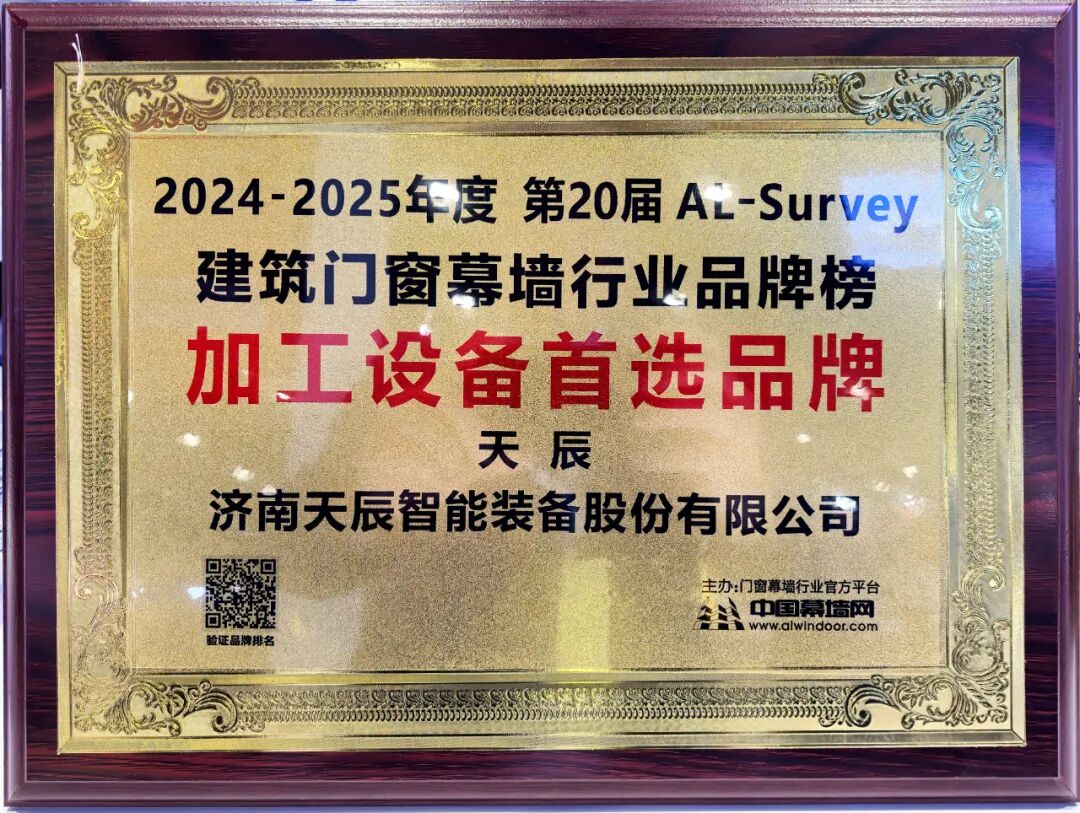 2024-2025年度 第20届 AL-Survey
建筑门窗幕墙行业品牌榜
加工设备首选品牌
天 辰
济南天辰智能装备股份有限公司
验证品牌排名
主办:门窗幕墙行业官方平台
中国幕墙网
www.alwindoor.com